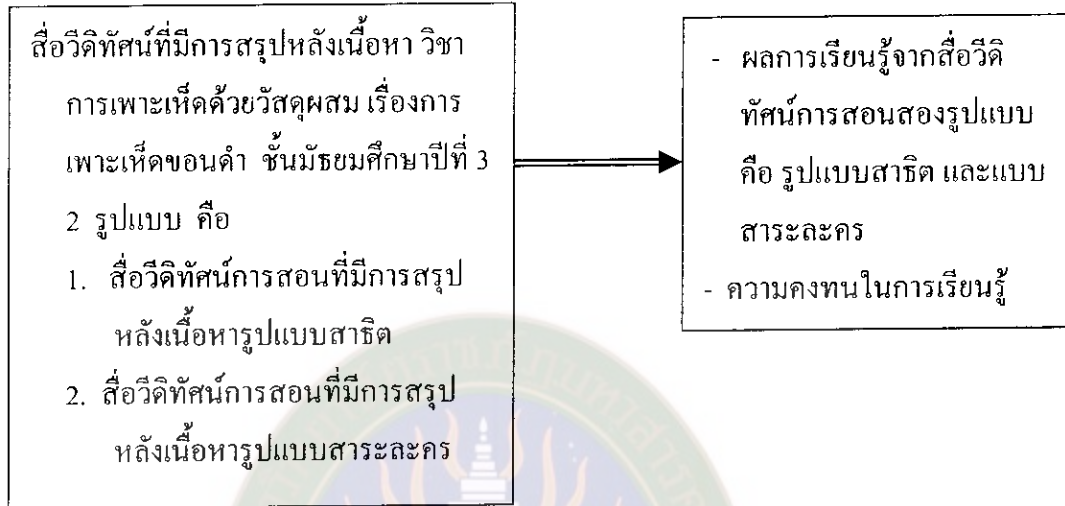 สื่อวีดิทัศน์ที่มีการสรุปหลังเนื้อหา วิชา
การเพาะเห็ดด้วยวัสดุผสม เรื่องการ
เพาะเห็ดขอนดำ ชั้นมัธยมศึกษาปีที่ 3
2 รูปแบบ คือ
1. สื่อวีดิทัศน์การสอนที่มีการสรุป
หลังเนื้อหารูปแบบสาธิต
2. สื่อวีดิทัศน์การสอนที่มีการสรุป
หลังเนื้อหารูปแบบสาระละคร
- ผลการเรียนรู้จากสื่อวีดิ
ทัศน์การสอนสองรูปแบบ
คือ รูปแบบสาธิต และแบบ
สาระละคร
- ความคงทนในการเรียนรู้